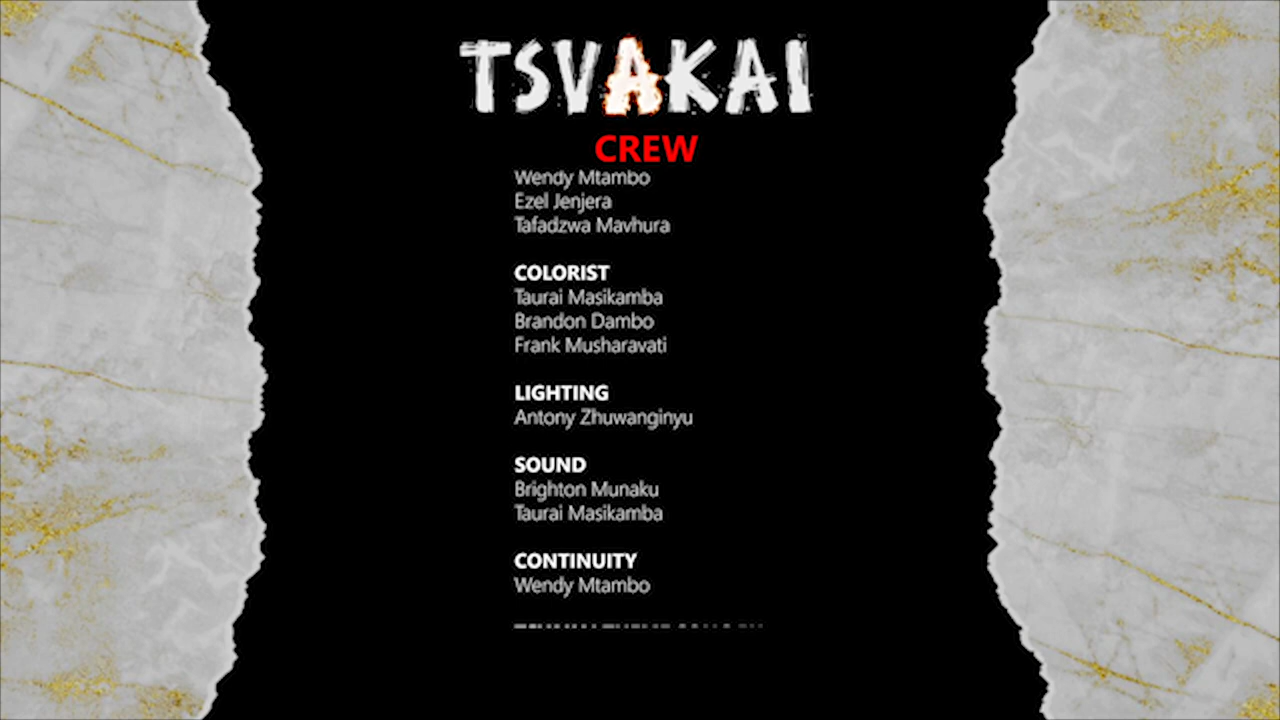 TSVAKAI
CREW
Wendy Mtambo
Ezel Jenjera
Tafadzwa Mavhura
COLORIST
Taurai Masikamba
Brandon Dambo
Frank Musharavati
LIGHTING
Antony Zhuwanginyu
SOUND
Brighton Munaku
Taurai Masikamba
CONTINUITY
Wendy Mtambo